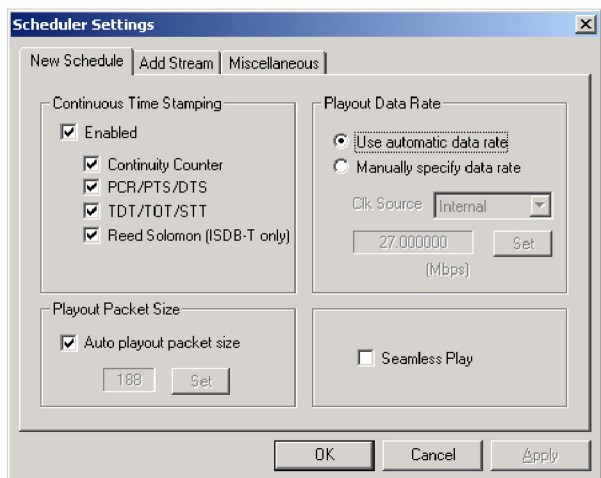 Scheduler Settings
New Schedule
Add Stream
Miscellaneous
Continuous Time Stamping
Enabled
Continuity Counter
PCR/PTS/DTS
TDT/TOT/STT
Reed Solomon (ISDB-T only)
Playout Data Rate
Use automatic data rate
Manually specify data rate
Clk Source
Internal
27.000000
Set
(Mbps)
Playout Packet Size
Auto playout packet size
188
Set
Seamless Play
OK
Cancel
Apply